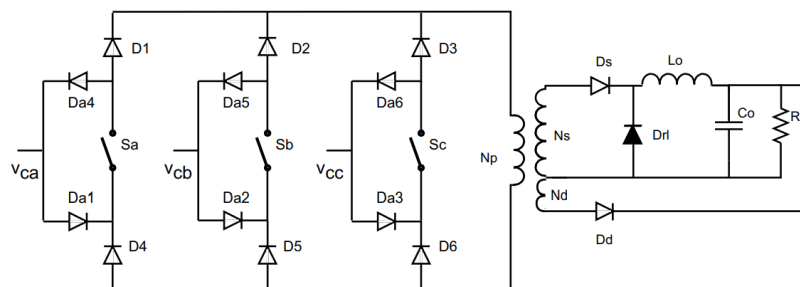 D1
D2
D3
Da4
Da5
Da6
Sa
Sb
Sc
vca
vcb
vcc
Da1
Da2
Da3
D4
D5
D6
Np
Ns
Nd
Ds
Lo
Drl
Co
R
Dd